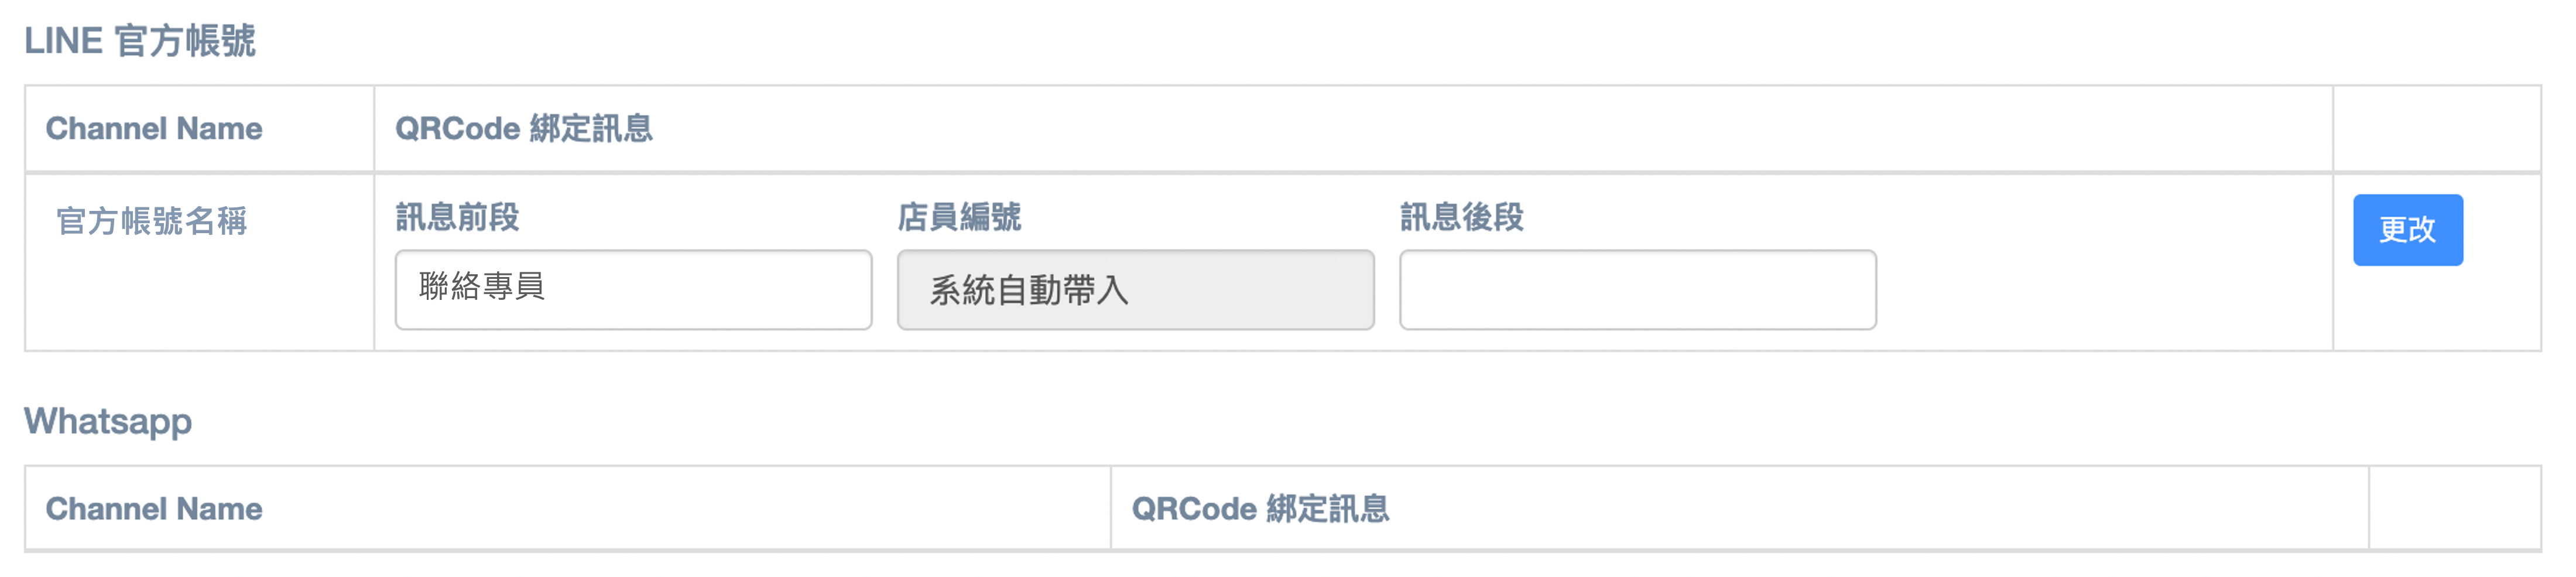 LINE 官方帳號
Channel Name QRCode 綁定訊息
官方帳號名稱 訊息前段 店員編號 訊息後段 更改
聯絡專員 系統自動帶入
Whatsapp
Channel Name QRCode 綁定訊息